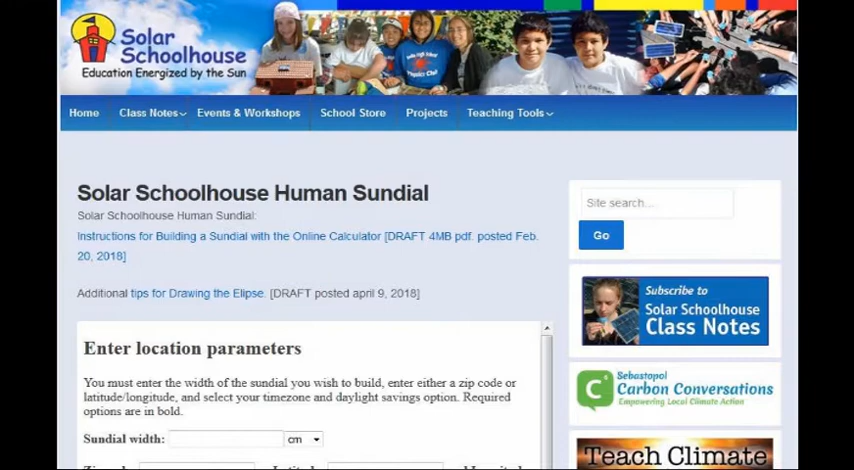 Solar
Schoolhouse
Education Energized by the Sun
Home Class Notes Events & Workshops School Store Projects Teaching Tools
Solar Schoolhouse Human Sundial
Solar Schoolhouse Human Sundial:
Instructions for Building a Sundial with the Online Calculator [DRAFT 4MB pdf. posted Feb.
20, 2018]
Additional tips for Drawing the Elipse. [DRAFT posted april 9, 2018]
Enter location parameters
You must enter the width of the sundial you wish to build, enter either a zip code or
latitude/longitude, and select your timezone and daylight savings option. Required
options are in bold.
Sundial width: cm
Site search...
Go
Subscribe to
Solar Schoolhouse
Class Notes
Sebastopol
Carbon Conversations
Empowering Local Climate Action
Teach Climate